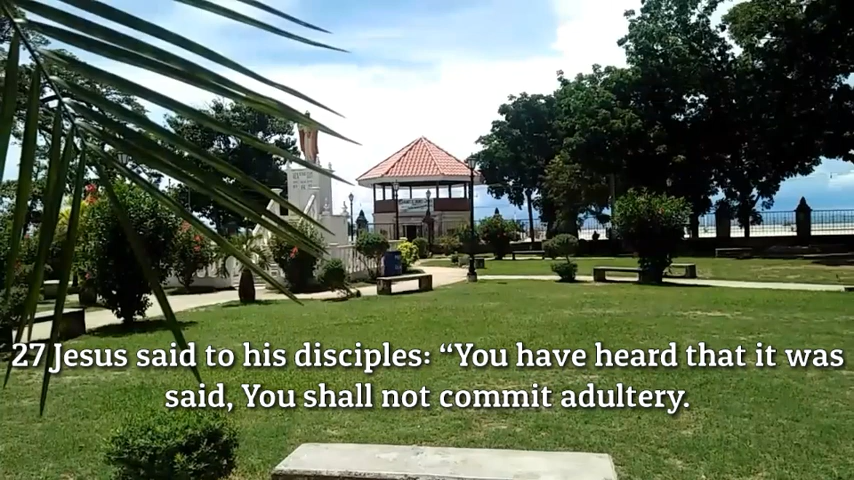 27 Jesus said to his disciples: “You have heard that it was
said, You shall not commit adultery.